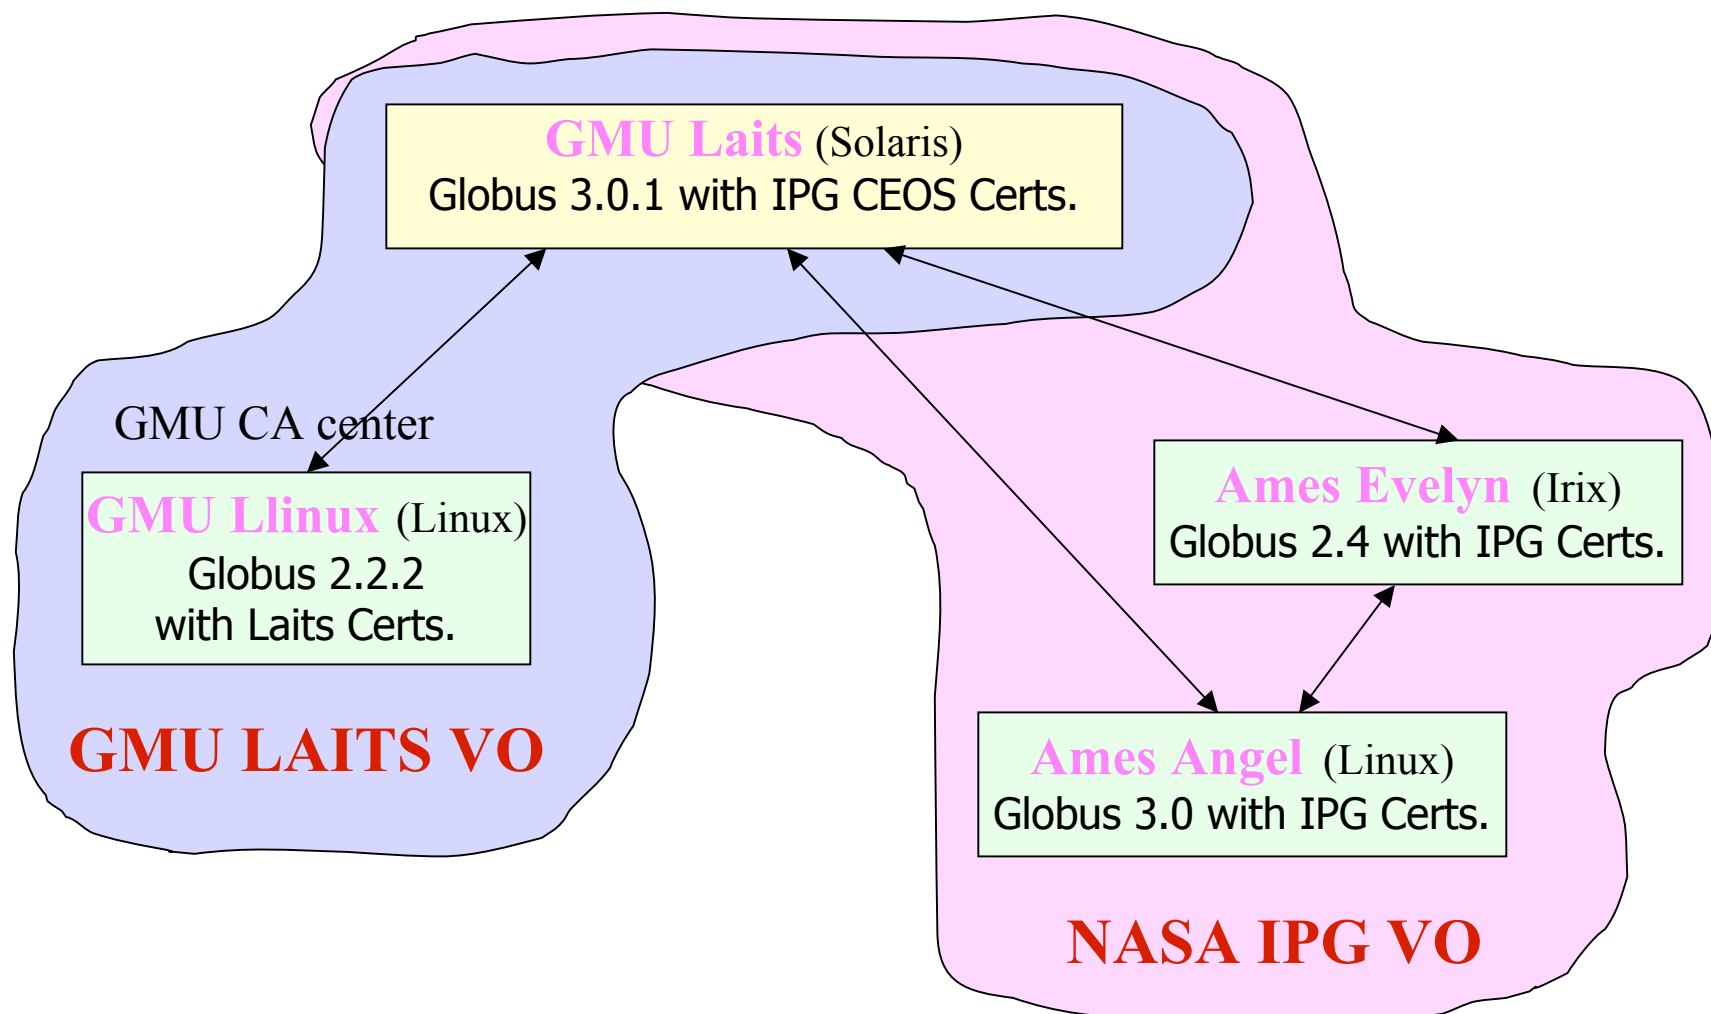 GMU Laits (Solaris)
Globus 3.0.1 with IPG CEOS Certs.
GMU CA center
GMU Llinux (Linux)
Globus 2.2.2
with Laits Certs.
GMU LAITS VO
Ames Evelyn (Irix)
Globus 2.4 with IPG Certs.
Ames Angel (Linux)
Globus 3.0 with IPG Certs.
NASA IPG VO